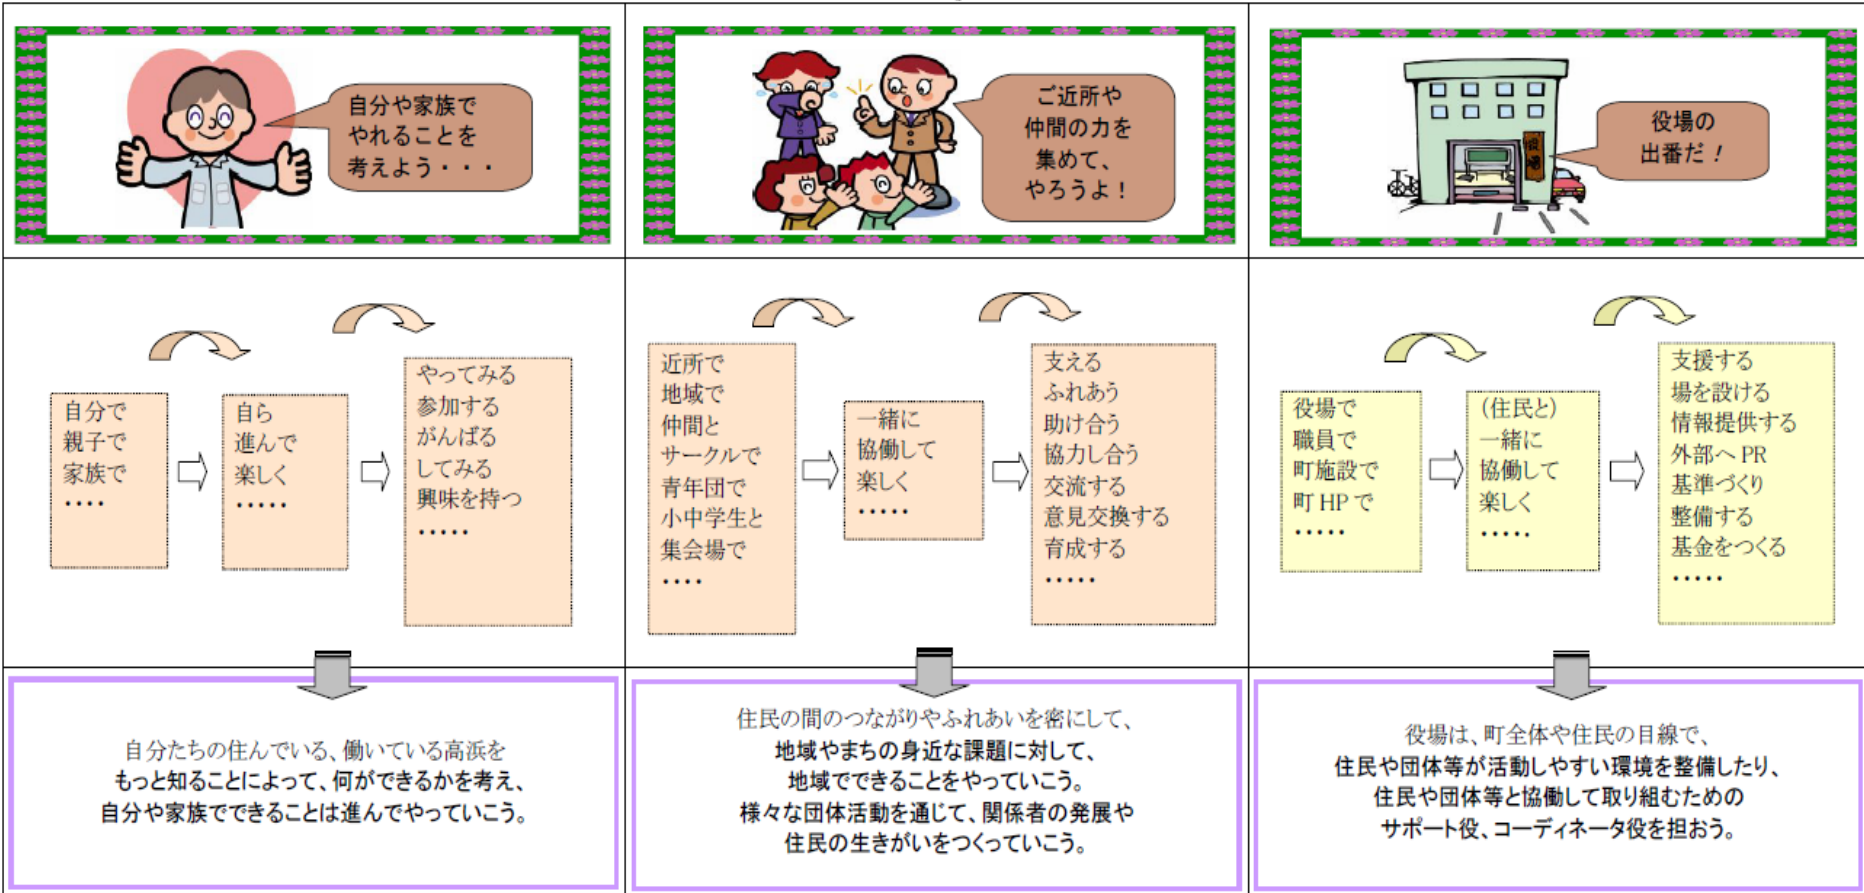 自分や家族で
やれることを
考えよう・・・
ご近所や
仲間の力を
集めて、
やろうよ！
役場の
出番だ！
役場
自分で
親子で
家族で
・・・・
自ら
進んで
楽しく
・・・・・
やってみる
参加する
がんばる
してみる
興味を持つ
・・・・・
近所で
地域で
仲間と
サークルで
青年団で
小中学生と
集会場で
・・・・
一緒に
協働して
楽しく
・・・・・
支える
ふれあう
助け合う
協力し合う
交流する
意見交換する
育成する
・・・・・
役場で
職員で
町施設で
町 HP で
・・・・・
（住民と）
一緒に
協働して
楽しく
・・・・・
支援する
場を設ける
情報提供する
外部へ PR
基準づくり
整備する
基金をつくる
・・・・・
自分たちの住んでいる、働いている高浜を
もっと知ることによって、何ができるかを考え、
自分や家族でできることは進んでやっていこう。
住民の間のつながりやふれあいを密にして、
地域やまちの身近な課題に対して、
地域でできることをやっていこう。
様々な団体活動を通じて、関係者の発展や
住民の生きがいをつくっていこう。
役場は、町全体や住民の目線で、
住民や団体等が活動しやすい環境を整備したり、
住民や団体等と協働して取り組むための
サポート役、コーディネータ役を担おう。